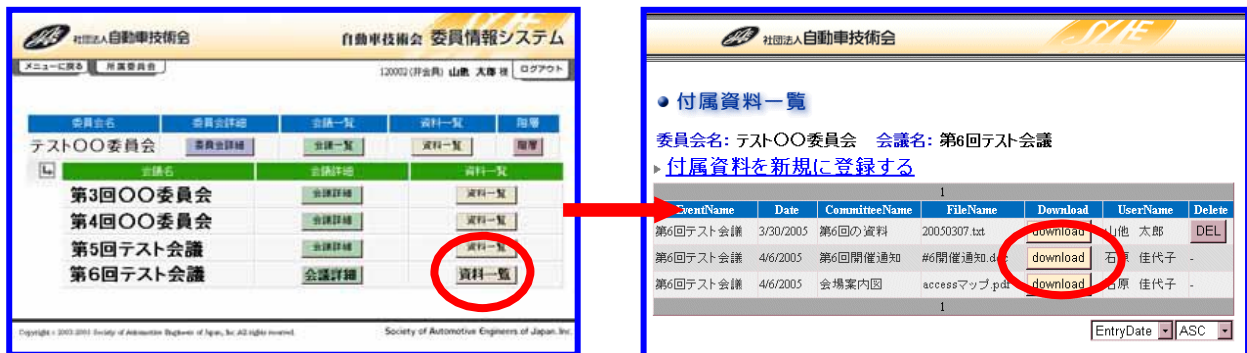 社団法人自動車技術会
自動車技術会 委員情報システム
メニューに戻る 所属委員会
120002 (非会員) 山他 太郎 様 ログアウト
委員会名 委員会詳細 会議一覧 資料一覧 階層
テスト〇〇委員会 委員会詳細 会議一覧 資料一覧 階層
会議名 会議詳細 資料一覧
第3回〇〇委員会 会議詳細 資料一覧
第4回〇〇委員会 会議詳細 資料一覧
第5回テスト会議 会議詳細 資料一覧
第6回テスト会議 会議詳細 資料一覧
Society of Automotive Engineers of Japan. Inc.
社団法人自動車技術会
付属資料一覧
委員会名: テスト〇〇委員会 会議名: 第6回テスト会議
付属資料を新規に登録する
1
EventName Date CommitteeName FileName Download UserName Delete
第6回テスト会議 3/30/2005 第6回の資料 20050307.txt download 山他 太郎 DEL
第6回テスト会議 4/6/2005 第6回開催通知 #6開催通知.doc download 石原 佳代子 -
第6回テスト会議 4/6/2005 会場案内図 accessマップ.pdf download 石原 佳代子 -
1
EntryDate ASC